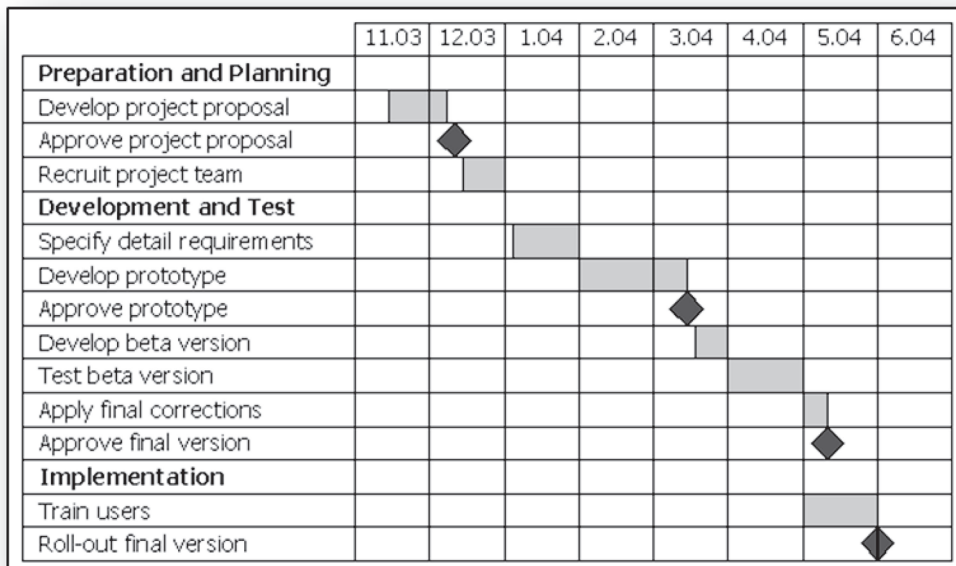 11.03 12.03 1.04 2.04 3.04 4.04 5.04 6.04
Preparation and Planning
Develop project proposal
Approve project proposal
Recruit project team
Development and Test
Specify detail requirements
Develop prototype
Approve prototype
Develop beta version
Test beta version
Apply final corrections
Approve final version
Implementation
Train users
Roll-out final version